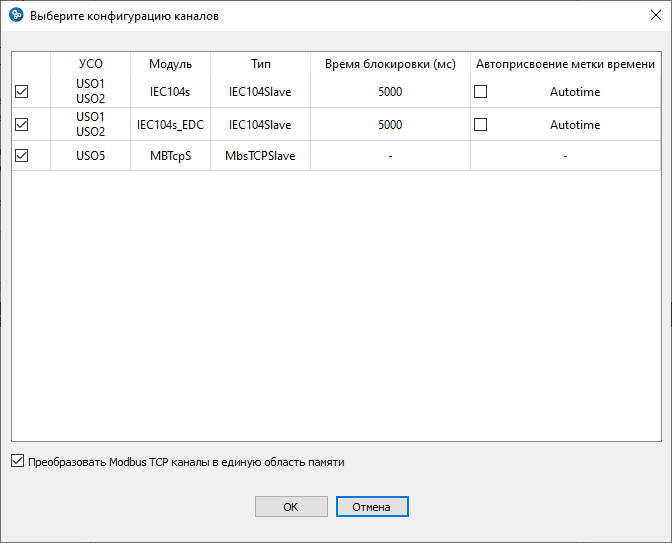 Выберите конфигурацию каналов
УСО Модуль Тип Время блокировки (мс) Автоприсвоение метки времени
USO1
USO2 IEC104s IEC104Slave 5000 Autotime
USO1
USO2 IEC104s_EDC IEC104Slave 5000 Autotime
USO5 MBTcpS MbsTCPSlave - -
Преобразовать Modbus TCP каналы в единую область памяти
OK Отмена